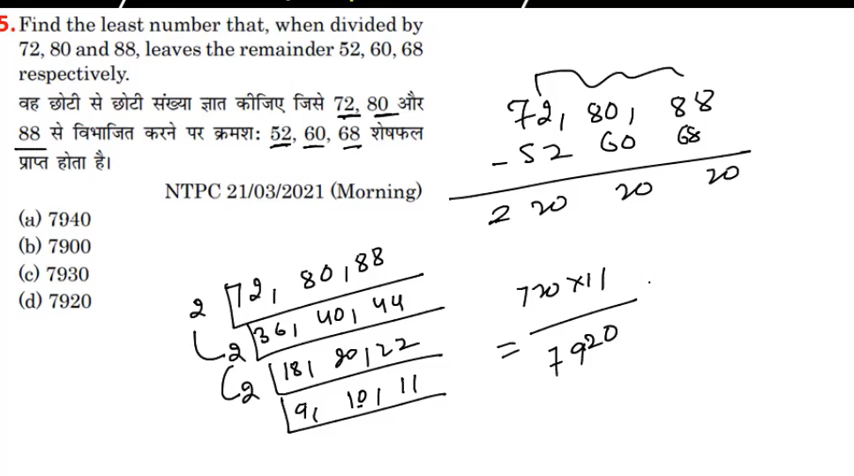 5. Find the least number that, when divided by
72, 80 and 88, leaves the remainder 52, 60, 68
respectively.
वह छोटी से छोटी संख्या ज्ञात कीजिए जिसे 72, 80 और
88 से विभाजित करने पर क्रमश: 52, 60, 68 शेषफल
प्राप्त होता है।
NTPC 21/03/2021 (Morning)
(a) 7940
(b) 7900
(c) 7930
(d) 7920
72, 80, 88
- 52 60 68
2 20 20 20
2 72, 80, 88
2 36, 40, 44
2 18, 20, 22
9, 10, 11
720 × 11
= 7920